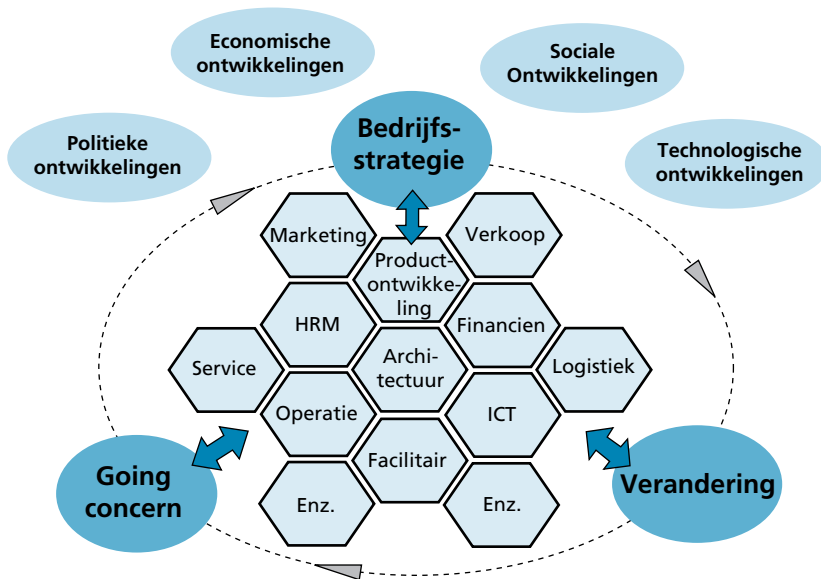 Economische
ontwikkelingen
Sociale
Ontwikkelingen
Politieke
ontwikkelingen
Bedrijfs-
strategie
Technologische
ontwikkelingen
Marketing
Verkoop
Product-
ontwikke-
ling
HRM
Financien
Service
Archi-
tectuur
Logistiek
Operatie
ICT
Going
concern
Facilitair
Verandering
Enz.
Enz.